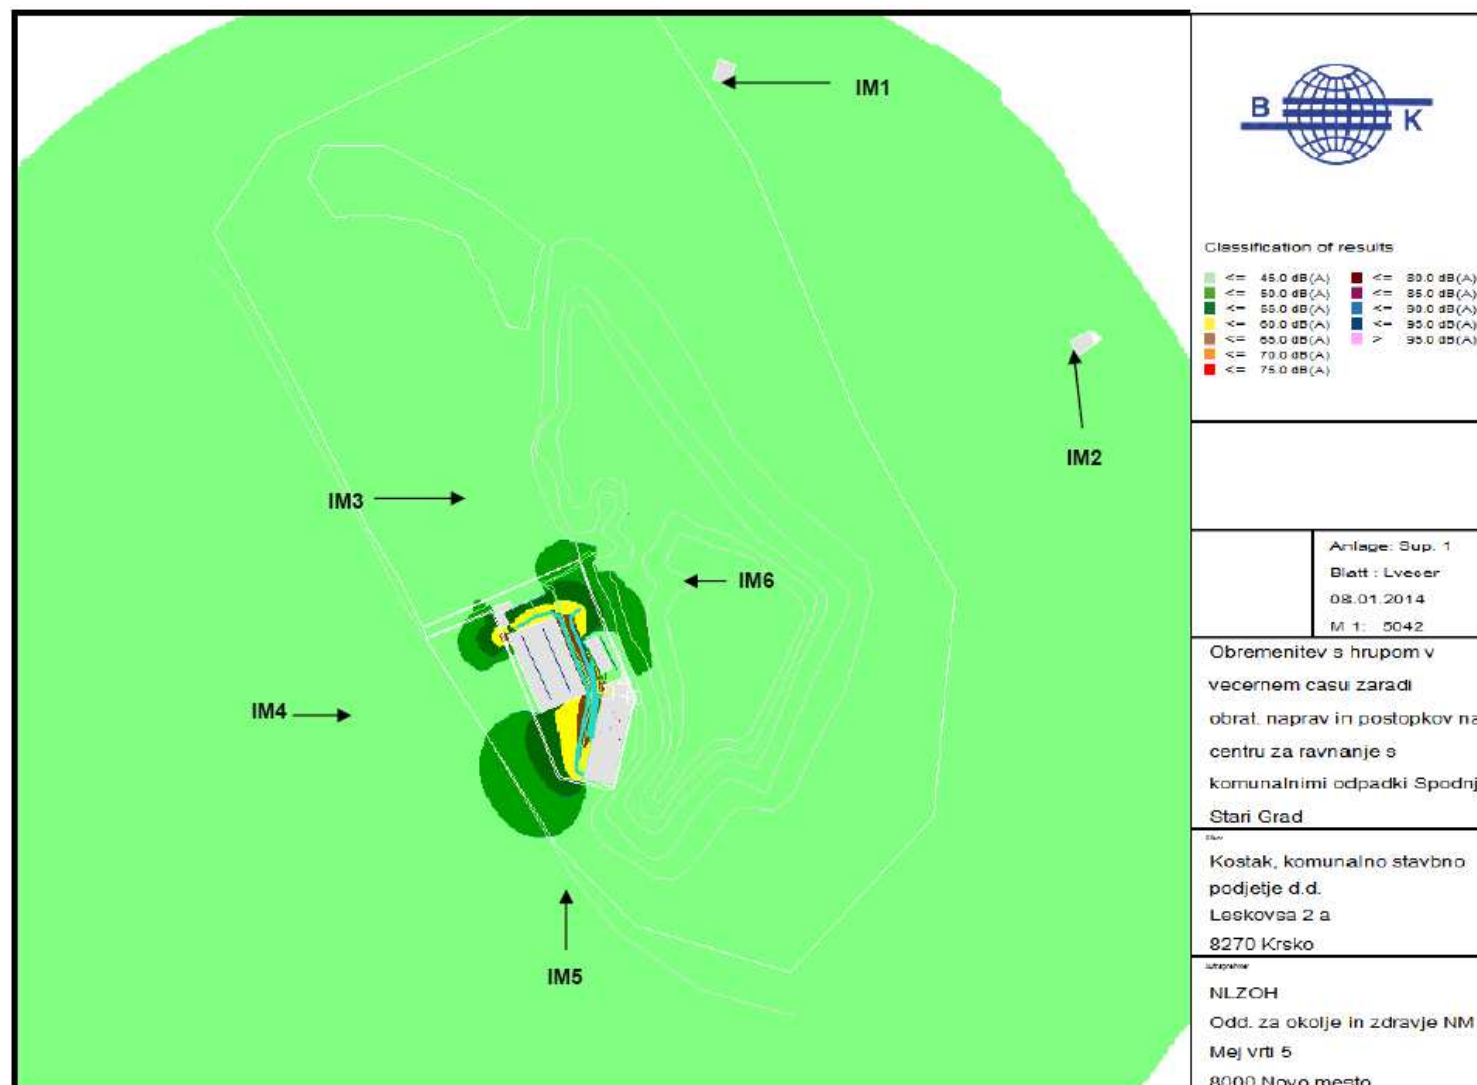 IM1
IM2
IM3
IM6
IM4
IM5
B K
Classification of results
<= 45.0 dB(A)
<= 50.0 dB(A)
<= 55.0 dB(A)
<= 60.0 dB(A)
<= 65.0 dB(A)
<= 70.0 dB(A)
<= 75.0 dB(A)
<= 80.0 dB(A)
<= 85.0 dB(A)
<= 90.0 dB(A)
<= 95.0 dB(A)
> 95.0 dB(A)
Anlage: Sup. 1
Blatt : Lvecer
08.01.2014
M 1: 5042
Obremenitev s hrupom v
vecernem casu zaradi
obrat. naprav in postopkov na
centru za ravnanje s
komunalnimi odpadki Spodnj
Stari Grad
Kostak, komunalno stavbno
podjetje d.d.
Leskovsa 2 a
8270 Krsko
NLZOH
Odd. za okolje in zdravje NM
Mej vrti 5
8000 Novo mesto